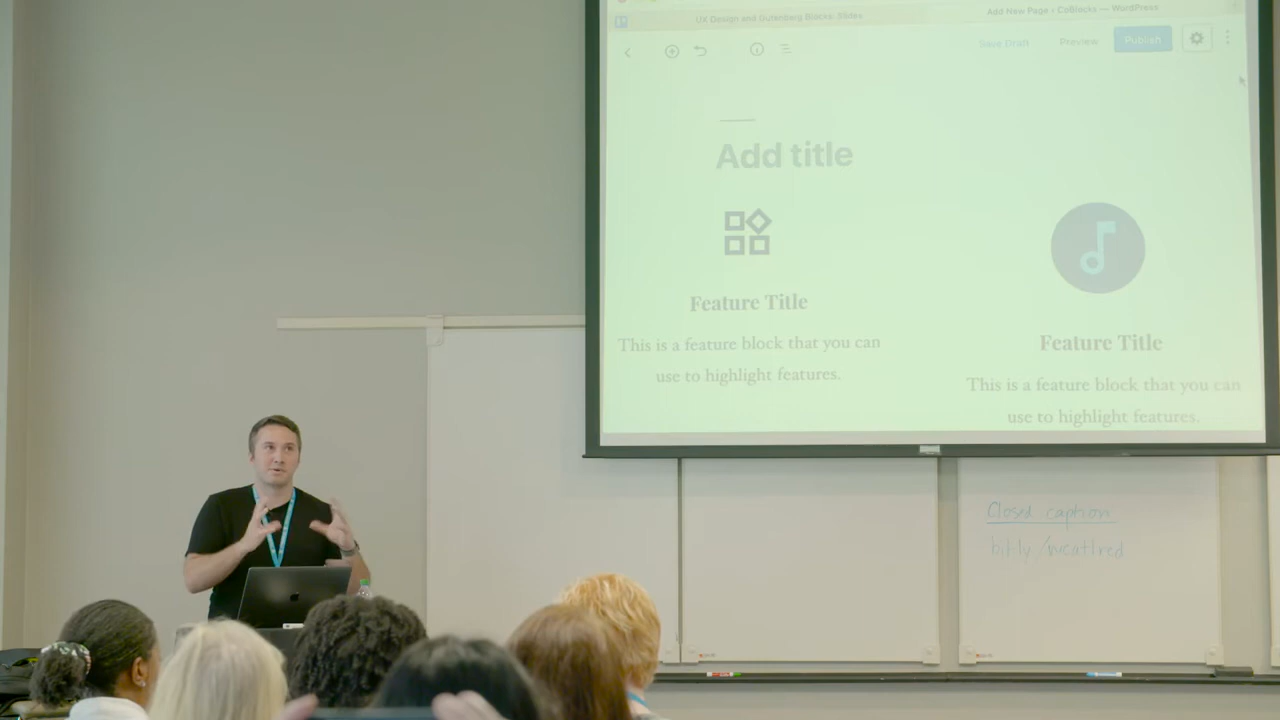 UX Design and Gutenberg Blocks: Slides
Add New Page ‹ CoBlocks — WordPress
Save Draft
Preview
Publish
Add title
Feature Title
This is a feature block that you can
use to highlight features.
Feature Title
This is a feature block that you can
use to highlight features.
Closed caption
bit.ly/wcatlred